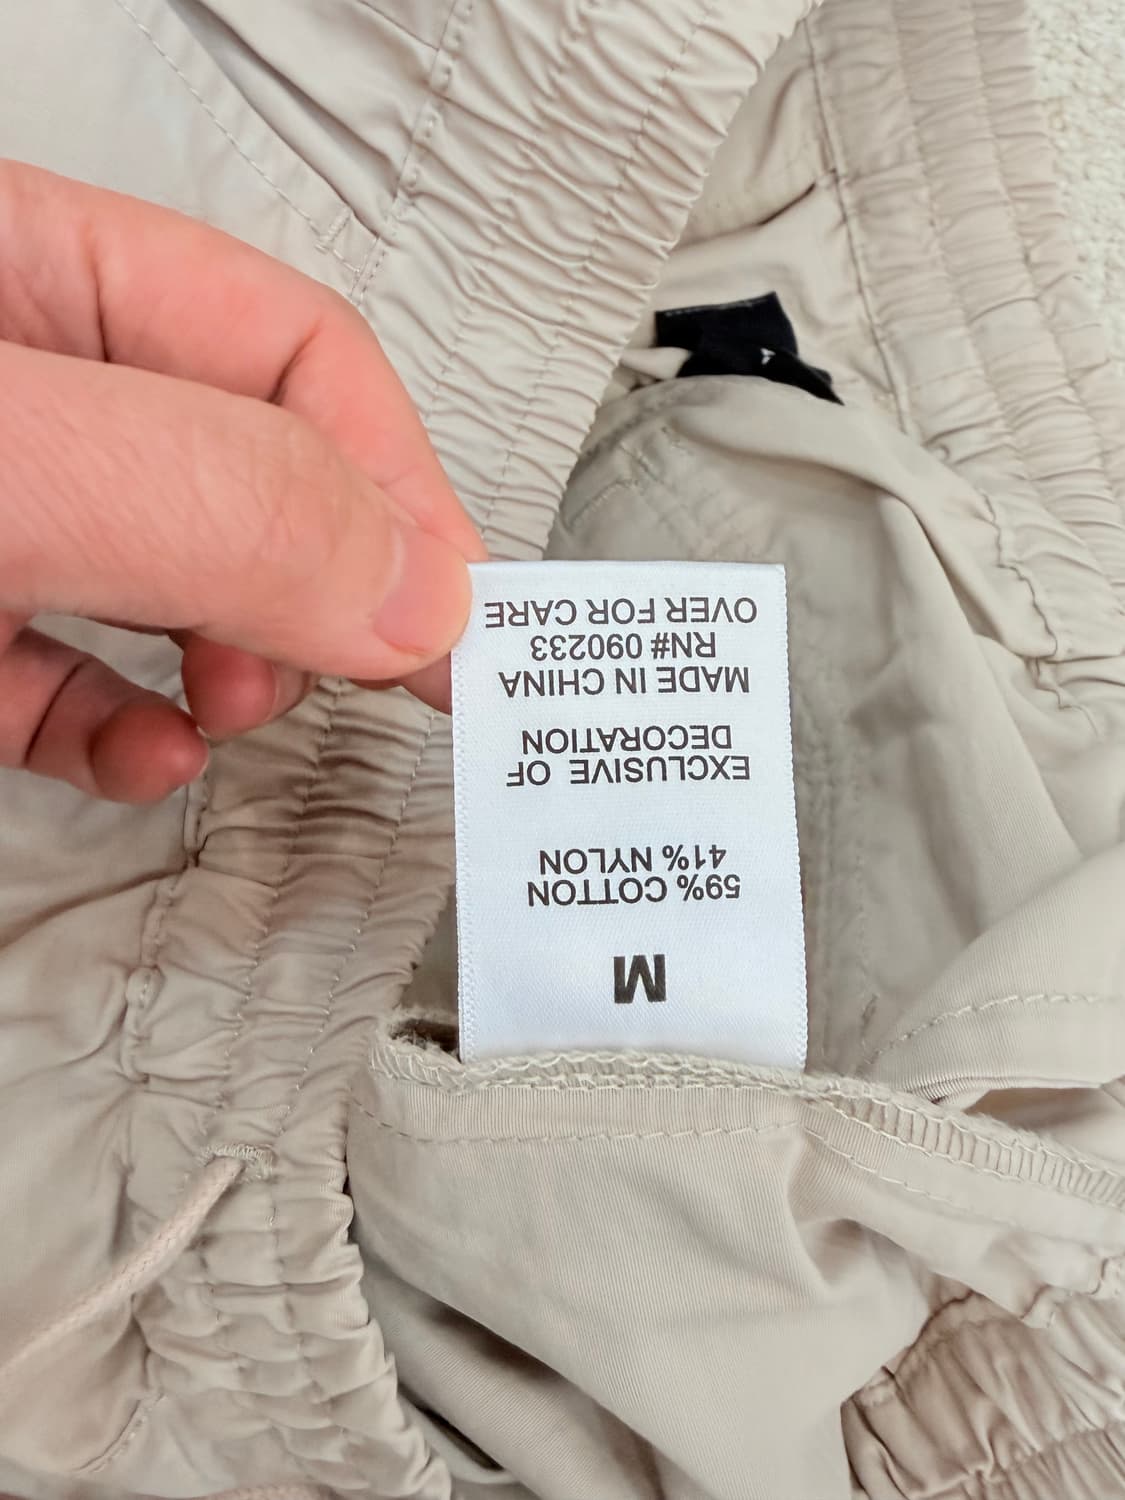 M
59% COTTON
41% NYLON
EXCLUSIVE OF
DECORATION
MADE IN CHINA
RN# 090233
OVER FOR CARE